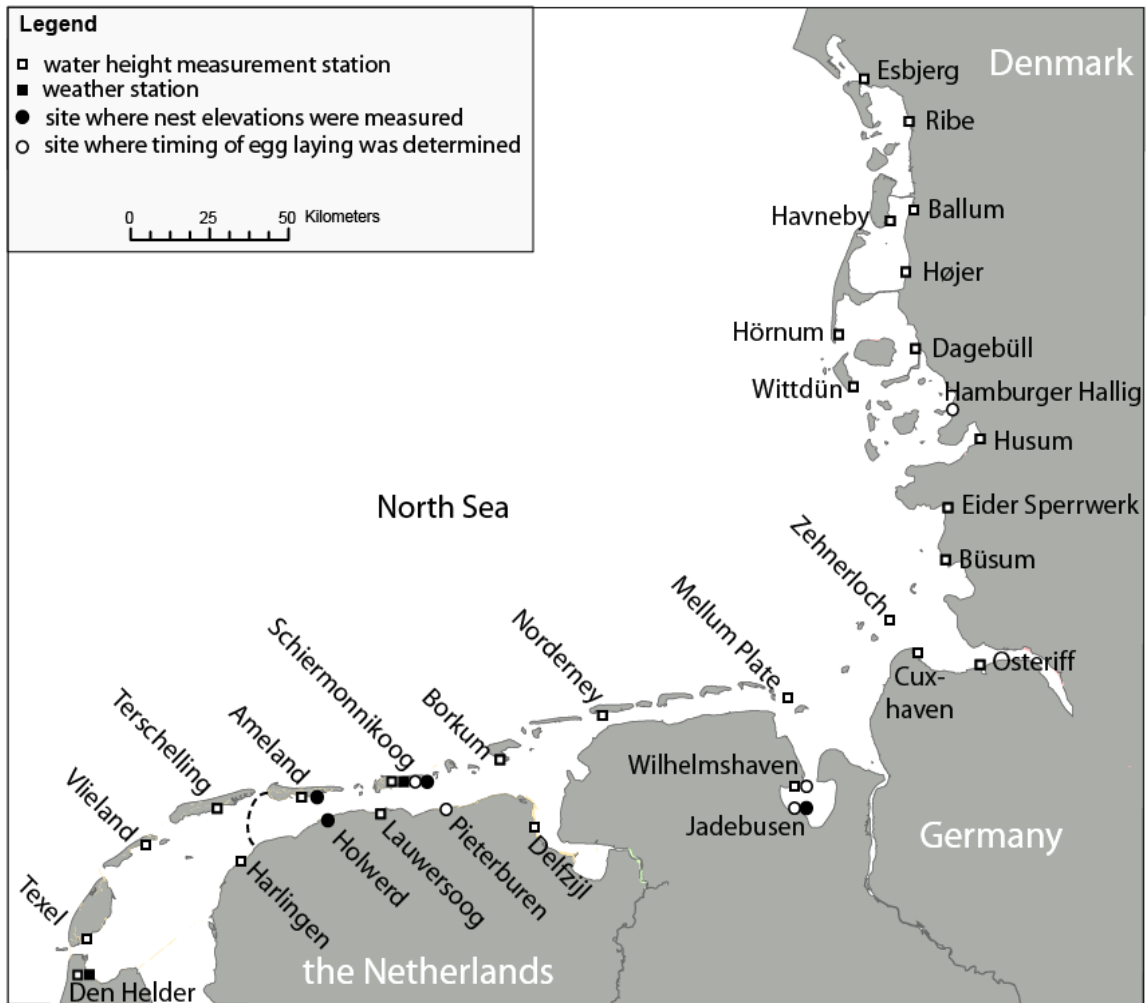 Legend
water height measurement station
weather station
site where nest elevations were measured
site where timing of egg laying was determined
0 25 50 Kilometers
Denmark
Esbjerg
Ribe
Havneby
Ballum
Højer
Hörnum
Dagebüll
Wittdün
Hamburger Hallig
Husum
North Sea
Eider Sperrwerk
Büsum
Zehnerloch
Mellum Plate
Norderney
Schiermonnikoog
Borkum
Ameland
Terschelling
Vlieland
Texel
Osteriff
Cux-
haven
Wilhelmshaven
Jadebusen
Germany
Delfzijl
Pieterburen
Lauwersoog
Holwerd
Harlingen
the Netherlands
Den Helder